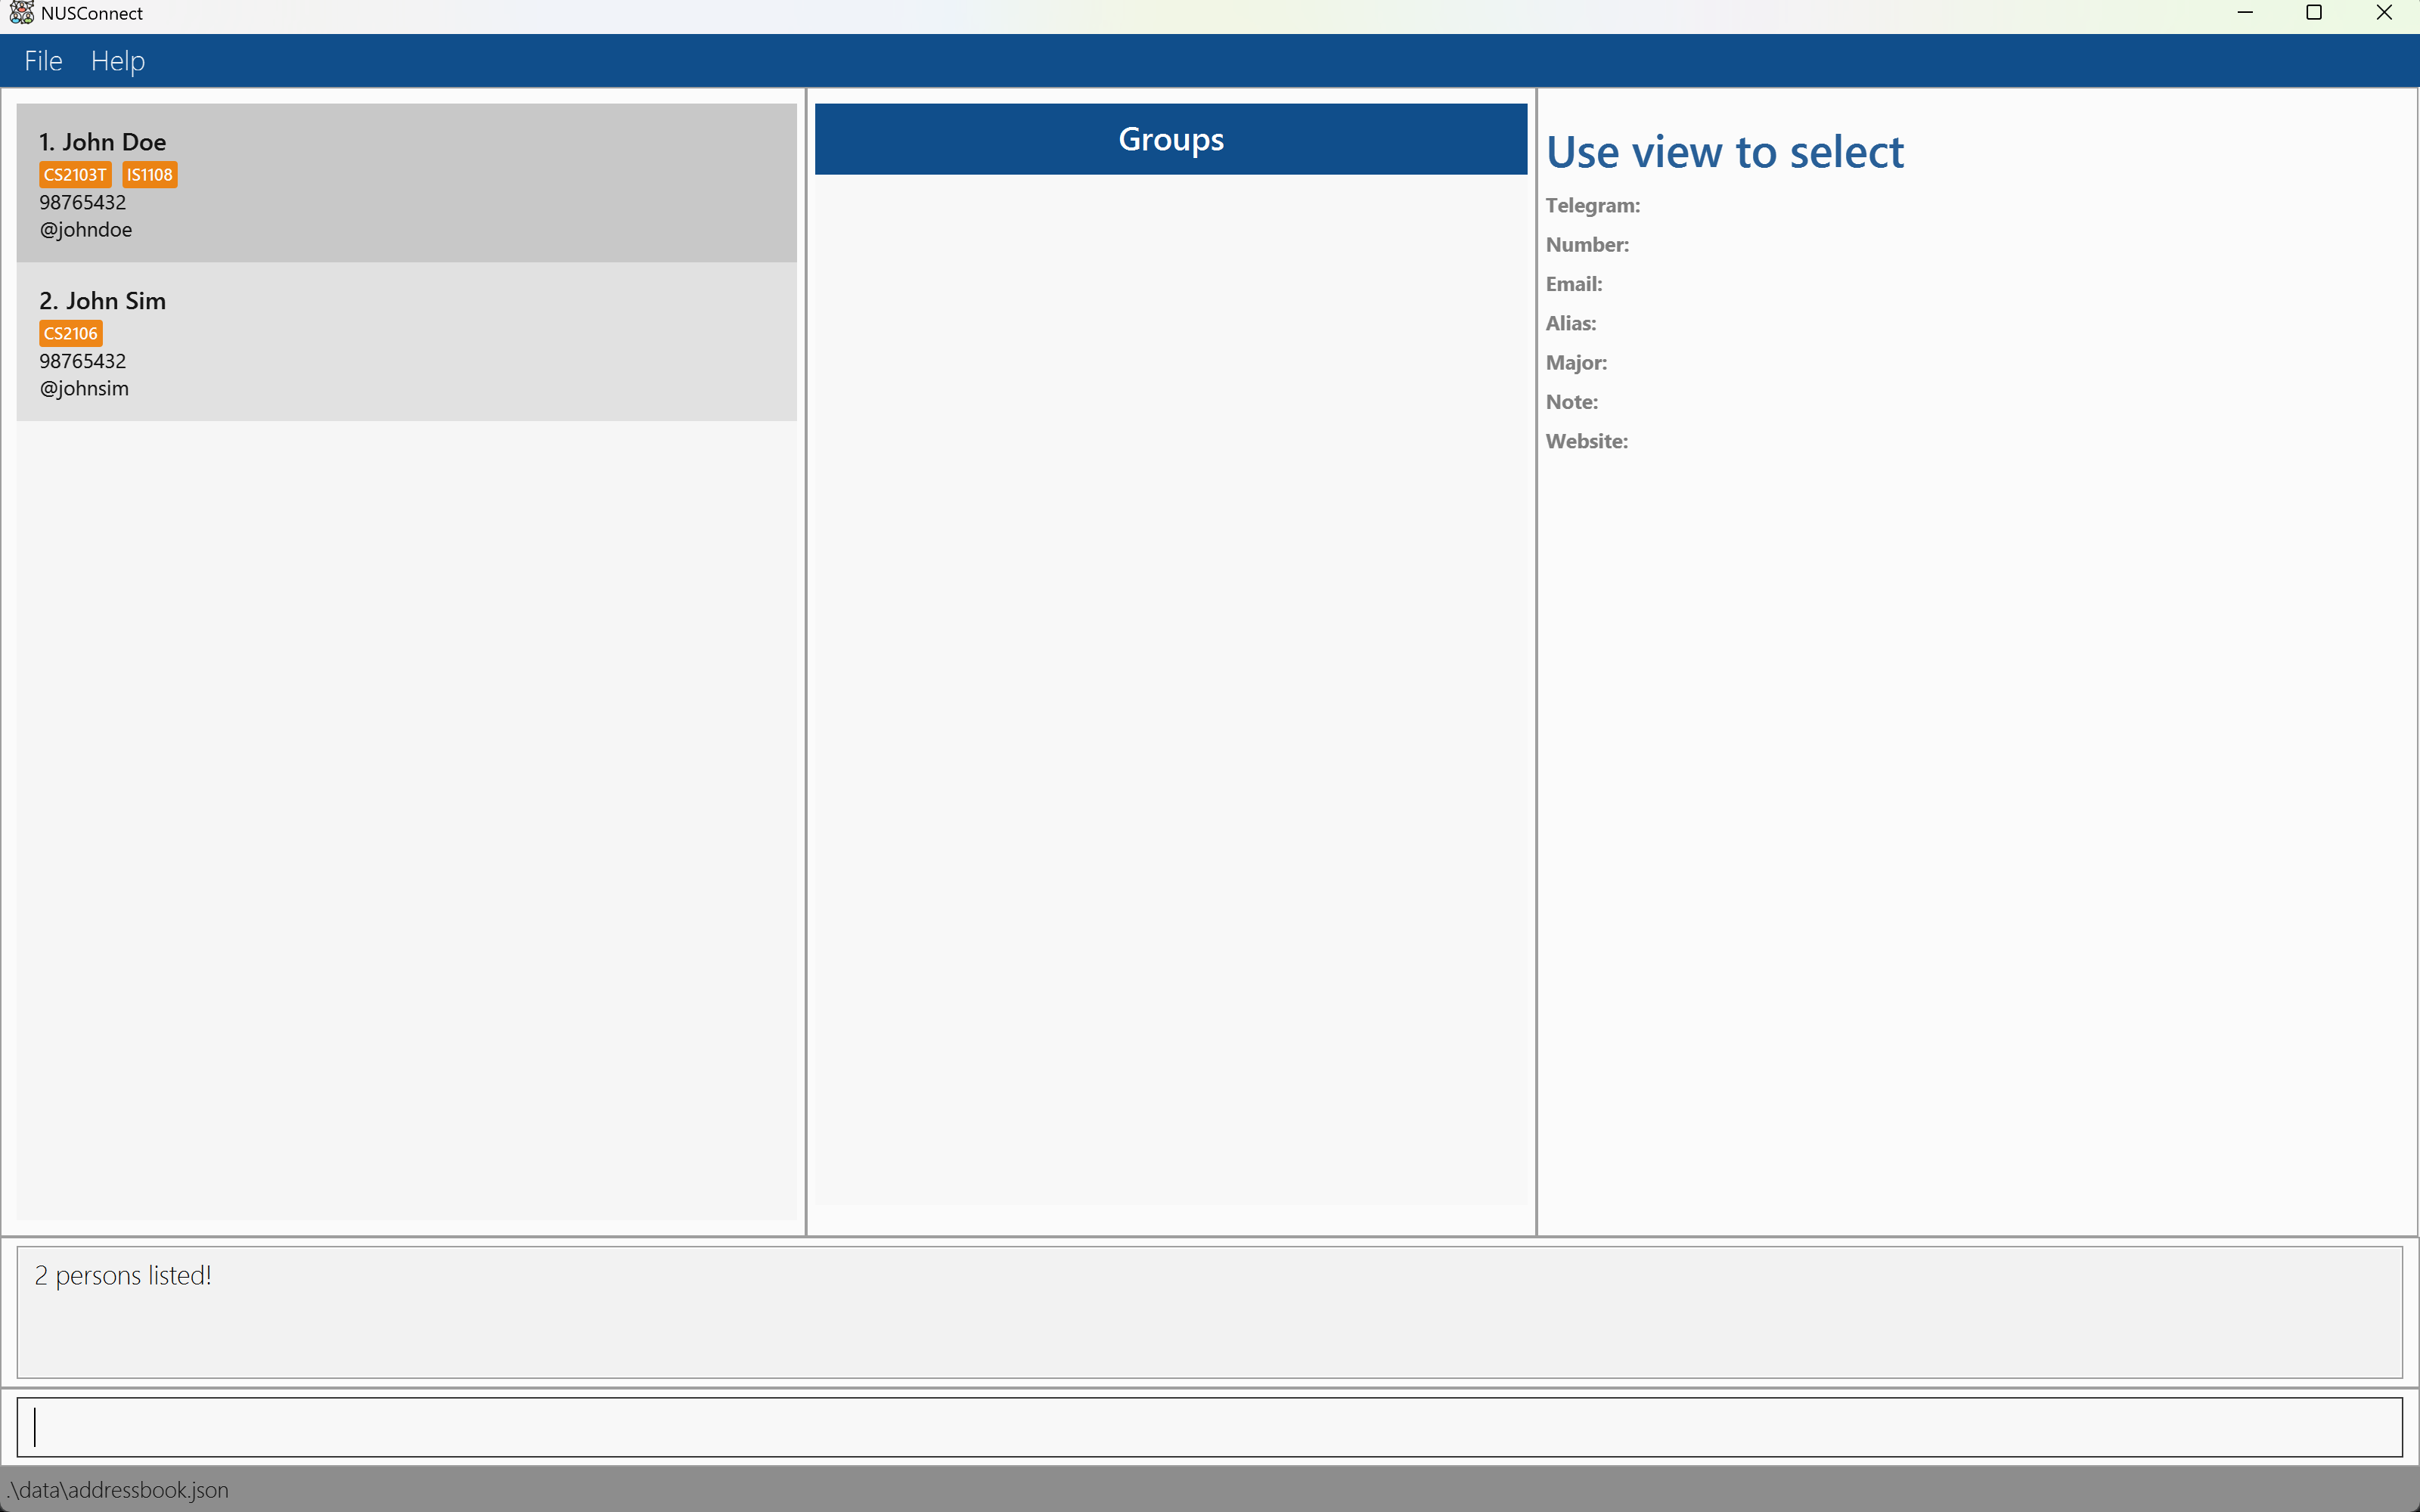 NUSConnect
File Help
1. John Doe
CS2103T IS1108
98765432
@johndoe
2. John Sim
CS2106
98765432
@johnsim
Groups
Use view to select
Telegram:
Number:
Email:
Alias:
Major:
Note:
Website:
2 persons listed!
.\data\addressbook.json